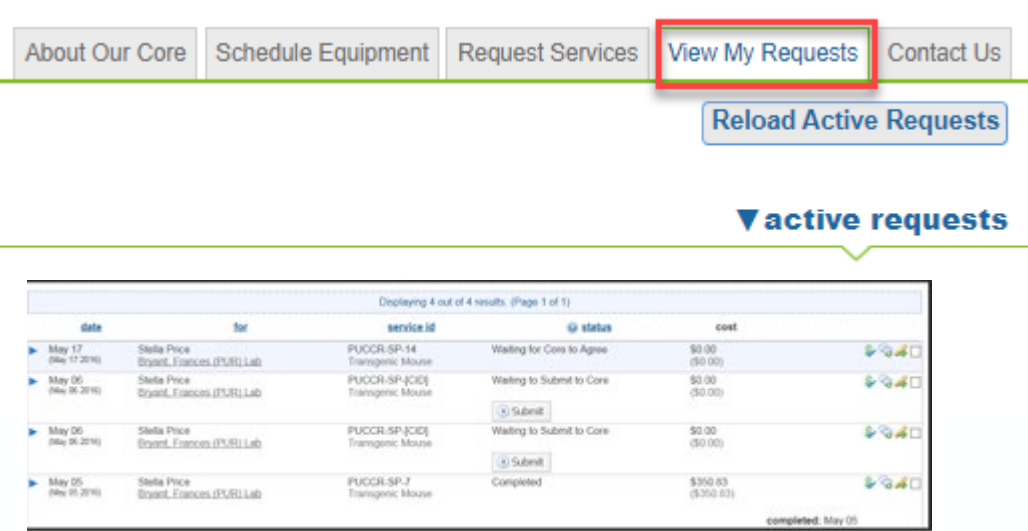 About Our Core Schedule Equipment Request Services View My Requests Contact Us
Reload Active Requests
▼active requests
Displaying 4 out of 4 results. (Page 1 of 1)
date for service id status cost
May 17 Stella Price PUCCR-SP-14 Waiting for Core to Agree $0.00
(May 17 2016) Bryant, Frances (PUR) Lab Transgenic Mouse ($0.00)
May 06 Stella Price PUCCR-SP-[CID] Waiting to Submit to Core $0.00
(May 06 2016) Bryant, Frances (PUR) Lab Transgenic Mouse ($0.00)
Submit
May 06 Stella Price PUCCR-SP-[CID] Waiting to Submit to Core $0.00
(May 06 2016) Bryant, Frances (PUR) Lab Transgenic Mouse ($0.00)
Submit
May 05 Stella Price PUCCR-SP-7 Completed $350.83
(May 05 2016) Bryant, Frances (PUR) Lab Transgenic Mouse ($350.83)
completed: May 05